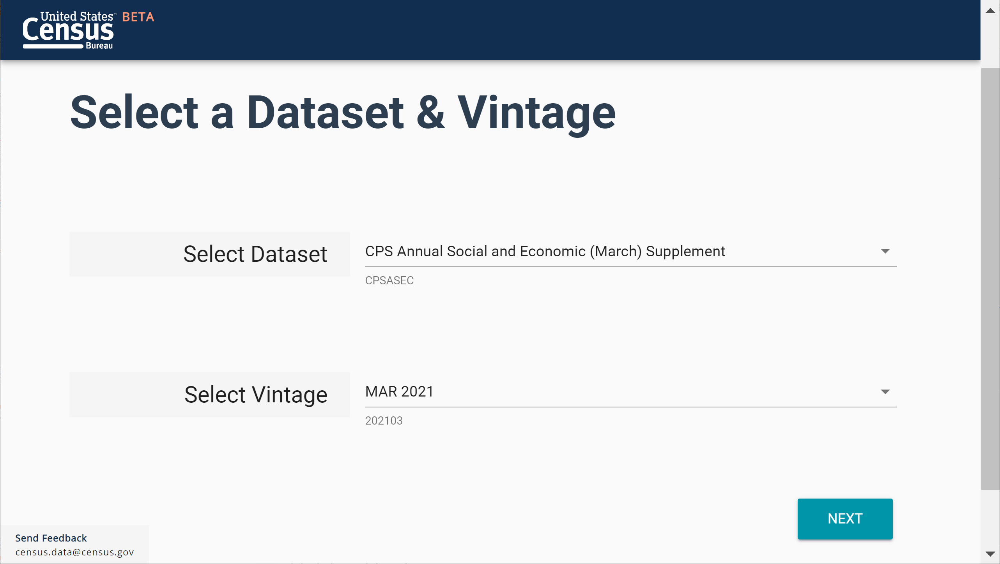 United States™ BETA
Census
Bureau
Select a Dataset & Vintage
Select Dataset
CPS Annual Social and Economic (March) Supplement
CPSASEC
Select Vintage
MAR 2021
202103
NEXT
Send Feedback
census.data@census.gov